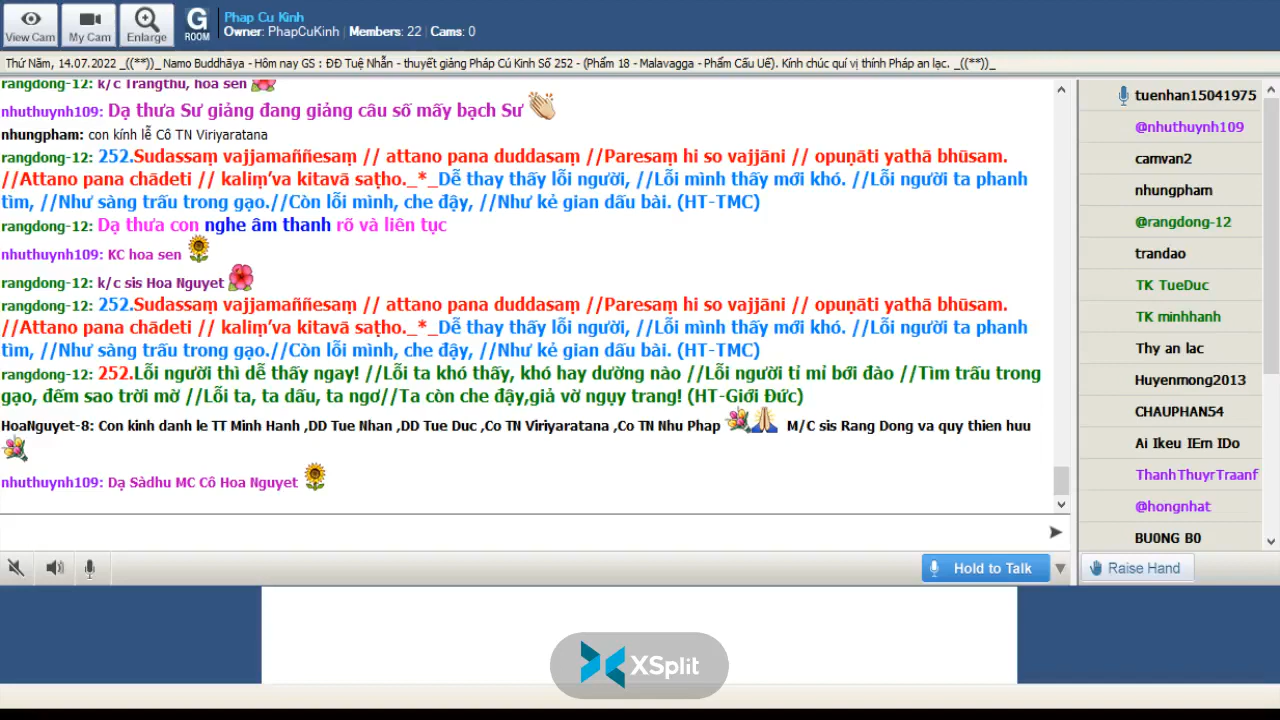 View Cam
My Cam
Enlarge
G
ROOM
Phap Cu Kinh
Owner: PhapCuKinh Members: 22 Cams: 0
Thứ Năm, 14.07.2022 _((**))_ Namo Buddhāya - Hôm nay GS : ĐĐ Tuệ Nhẫn - thuyết giảng Pháp Cú Kinh Số 252 - (Phẩm 18 - Malavagga - Phẩm Cấu Uế). Kính chúc quí vị thính Pháp an lạc. _((**))_
rangdong-12: k/c Trangthu, hoa sen
nhuthuynh109: Dạ thưa Sư giảng đang giảng câu số mấy bạch Sư
nhungpham: con kính lễ Cô TN Viriyaratana
rangdong-12: 252.Sudassaṃ vajjamaññesaṃ // attano pana duddasaṃ //Paresaṃ hi so vajjāni // opuṇāti yathā bhūsam.
//Attano pana chādeti // kaliṃ’va kitavā saṭho._*_Dễ thay thấy lỗi người, //Lỗi mình thấy mới khó. //Lỗi người ta phanh
tìm, //Như sàng trấu trong gạo.//Còn lỗi mình, che đậy, //Như kẻ gian dấu bài. (HT-TMC)
rangdong-12: Dạ thưa con nghe âm thanh rõ và liên tục
nhuthuynh109: KC hoa sen
rangdong-12: k/c sis Hoa Nguyet
rangdong-12: 252.Sudassaṃ vajjamaññesaṃ // attano pana duddasaṃ //Paresaṃ hi so vajjāni // opuṇāti yathā bhūsam.
//Attano pana chādeti // kaliṃ’va kitavā saṭho._*_Dễ thay thấy lỗi người, //Lỗi mình thấy mới khó. //Lỗi người ta phanh
tìm, //Như sàng trấu trong gạo.//Còn lỗi mình, che đậy, //Như kẻ gian dấu bài. (HT-TMC)
rangdong-12: 252.Lỗi người thì dễ thấy ngay! //Lỗi ta khó thấy, khó hay dường nào //Lỗi người tỉ mỉ bới đào //Tìm trấu trong
gạo, đếm sao trời mờ //Lỗi ta, ta dấu, ta ngơ//Ta còn che đậy,giả vờ ngụy trang! (HT-Giới Đức)
HoaNguyet-8: Con kinh danh le TT Minh Hanh ,DD Tue Nhan ,DD Tue Duc ,Co TN Viriyaratana ,Co TN Nhu Phap M/C sis Rang Dong va quy thien huu
nhuthuynh109: Dạ Sàdhu MC Cô Hoa Nguyet
tuenhan15041975
@nhuthuynh109
camvan2
nhungpham
@rangdong-12
trandao
TK TueDuc
TK minhhanh
Thy an lac
Huyenmong2013
CHAUPHAN54
Ai Ikeu IErn IDo
ThanhThuyrTraanf
@hongnhat
BU0NG B0
Hold to Talk
Raise Hand
XSplit